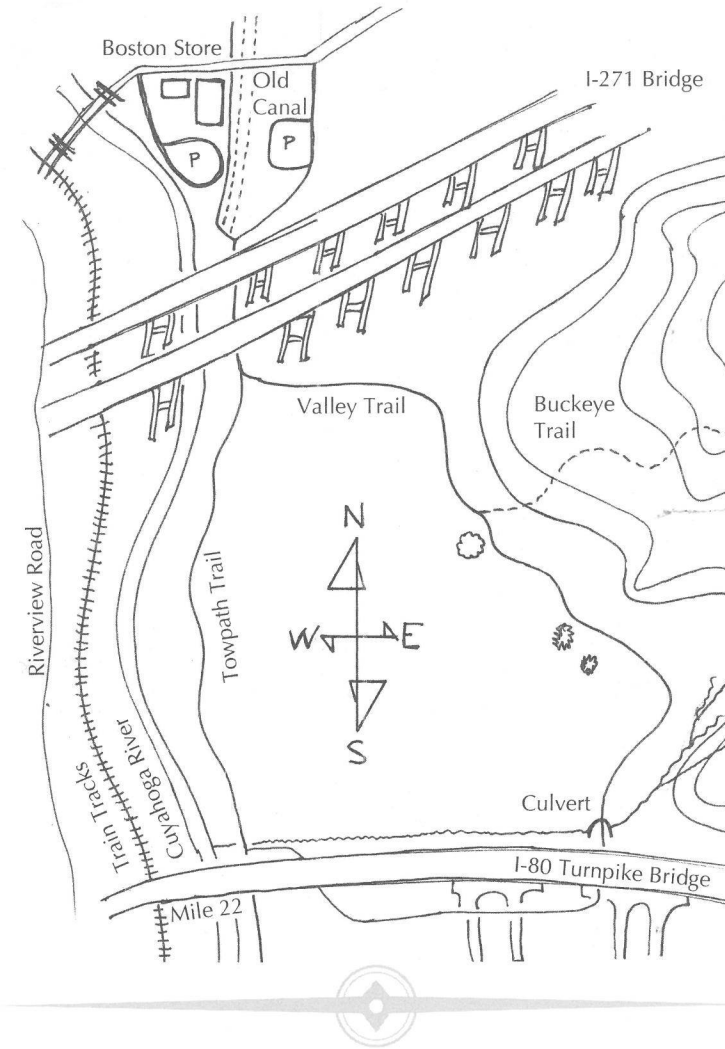 Boston Store
Old
Canal
I-271 Bridge
P
P
Valley Trail
Buckeye
Trail
N
W
E
S
Riverview Road
Towpath Trail
Train Tracks
Cuyahoga River
Culvert
I-80 Turnpike Bridge
Mile 22